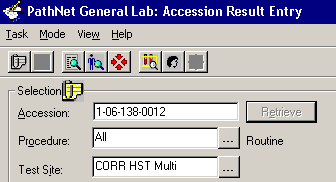 PathNet General Lab: Accession Result Entry
Task Mode View Help
Selection
Accession: 1-06-138-0012 Retrieve
Procedure: All ... Routine
Test Site: CORR HST Multi ...